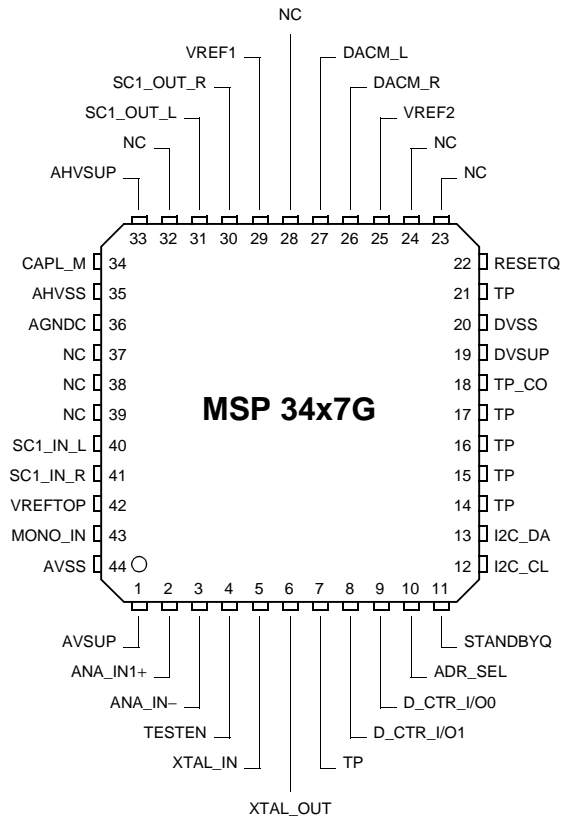 NC
VREF1
DACM_L
SC1_OUT_R
DACM_R
SC1_OUT_L
VREF2
NC
NC
AHVSUP
NC
33 32 31 30 29 28 27 26 25 24 23
CAPL_M 34
22 RESETQ
AHVSS 35
21 TP
AGNDC 36
20 DVSS
NC 37
19 DVSUP
NC 38
18 TP_CO
NC 39
17 TP
MSP 34x7G
SC1_IN_L 40
16 TP
SC1_IN_R 41
15 TP
VREFTOP 42
14 TP
MONO_IN 43
13 I2C_DA
AVSS 44
12 I2C_CL
1 2 3 4 5 6 7 8 9 10 11
AVSUP
STANDBYQ
ANA_IN1+
ADR_SEL
ANA_IN−
D_CTR_I/O0
TESTEN
D_CTR_I/O1
XTAL_IN
TP
XTAL_OUT